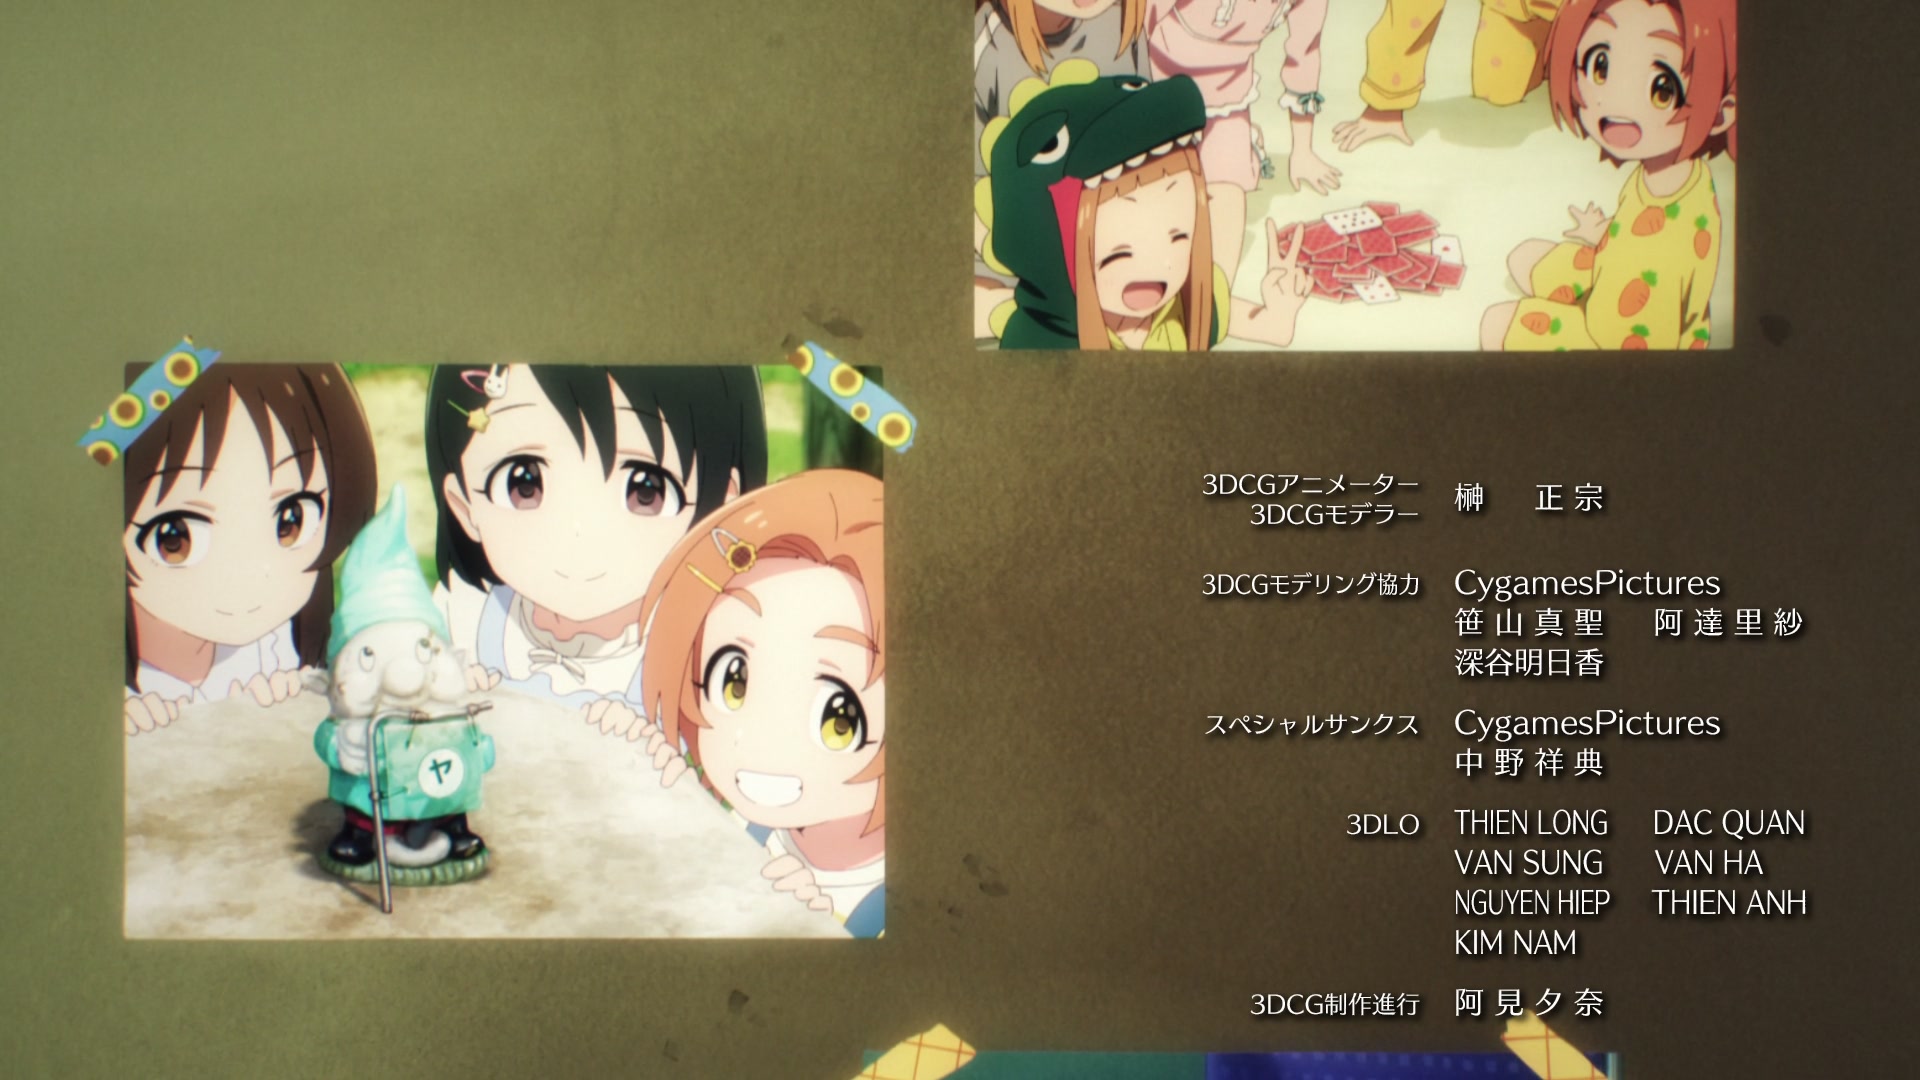 ヤ
3DCGアニメーター
3DCGモデラー 榊 正宗
3DCGモデリング協力 CygamesPictures
笹山真聖 阿達里紗
深谷明日香
スペシャルサンクス CygamesPictures
中野祥典
3DLO THIEN LONG DAC QUAN
VAN SUNG VAN HA
NGUYEN HIEP THIEN ANH
KIM NAM
3DCG制作進行 阿見夕奈